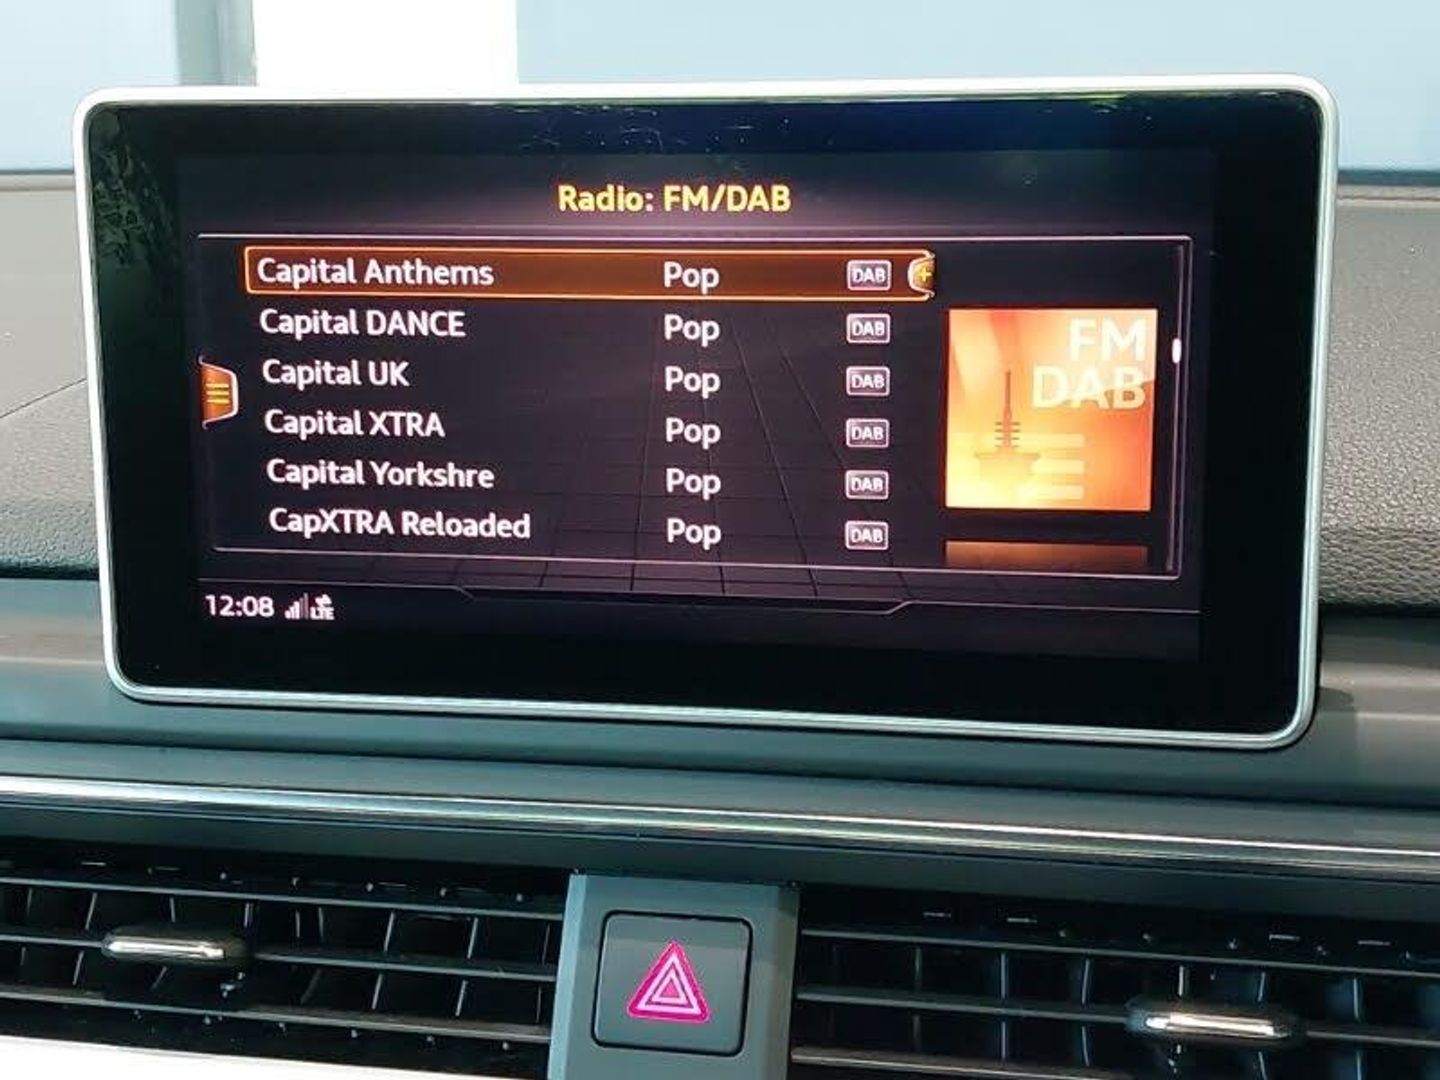 Radio: FM/DAB
Capital Anthems Pop DAB
Capital DANCE Pop DAB
Capital UK Pop DAB
Capital XTRA Pop DAB
Capital Yorkshre Pop DAB
CapXTRA Reloaded Pop DAB
FM
DAB
12:08 LTE